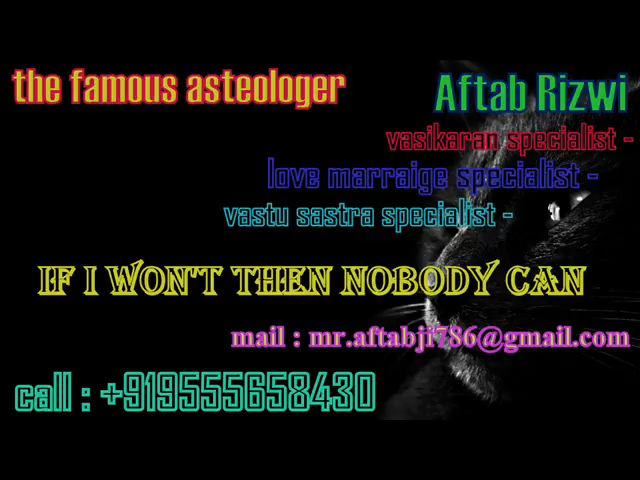 the famous asteologer
Aftab Rizwi
vasikaran specialist -
love marraige specialist -
vastu sastra specialist -
IF I WON'T THEN NOBODY CAN
mail : mr.aftabji786@gmail.com
call : +919555658430